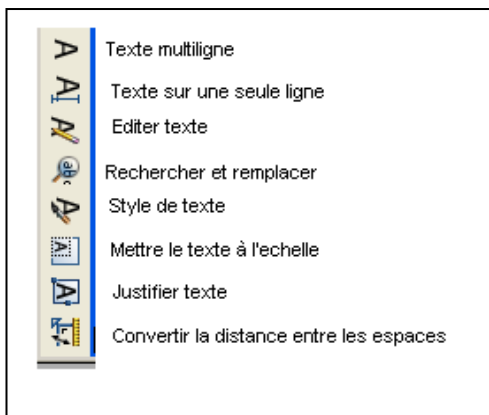 Texte multiligne
Texte sur une seule ligne
Editer texte
Rechercher et remplacer
Style de texte
Mettre le texte à l'echelle
Justifier texte
Convertir la distance entre les espaces